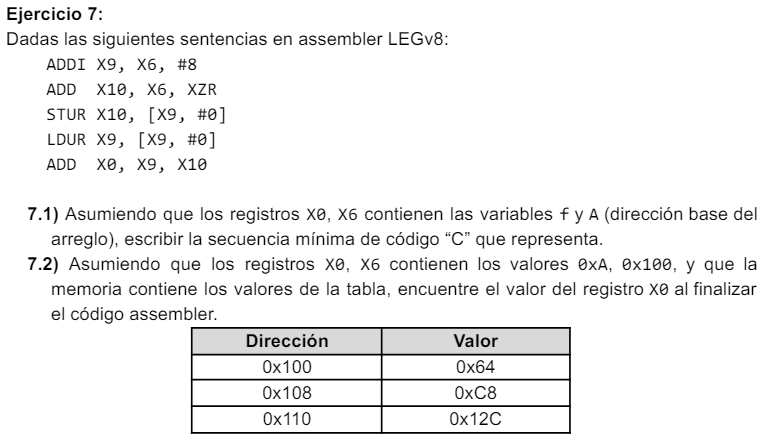 Ejercicio 7:
Dadas las siguientes sentencias en assembler LEGv8:
ADDI X9, X6, #8
ADD X10, X6, XZR
STUR X10, [X9, #0]
LDUR X9, [X9, #0]
ADD X0, X9, X10
7.1) Asumiendo que los registros X0, X6 contienen las variables f y A (dirección base del
arreglo), escribir la secuencia mínima de código “C” que representa.
7.2) Asumiendo que los registros X0, X6 contienen los valores 0xA, 0x100, y que la
memoria contiene los valores de la tabla, encuentre el valor del registro X0 al finalizar
el código assembler.
Dirección Valor
0x100 0x64
0x108 0xC8
0x110 0x12C